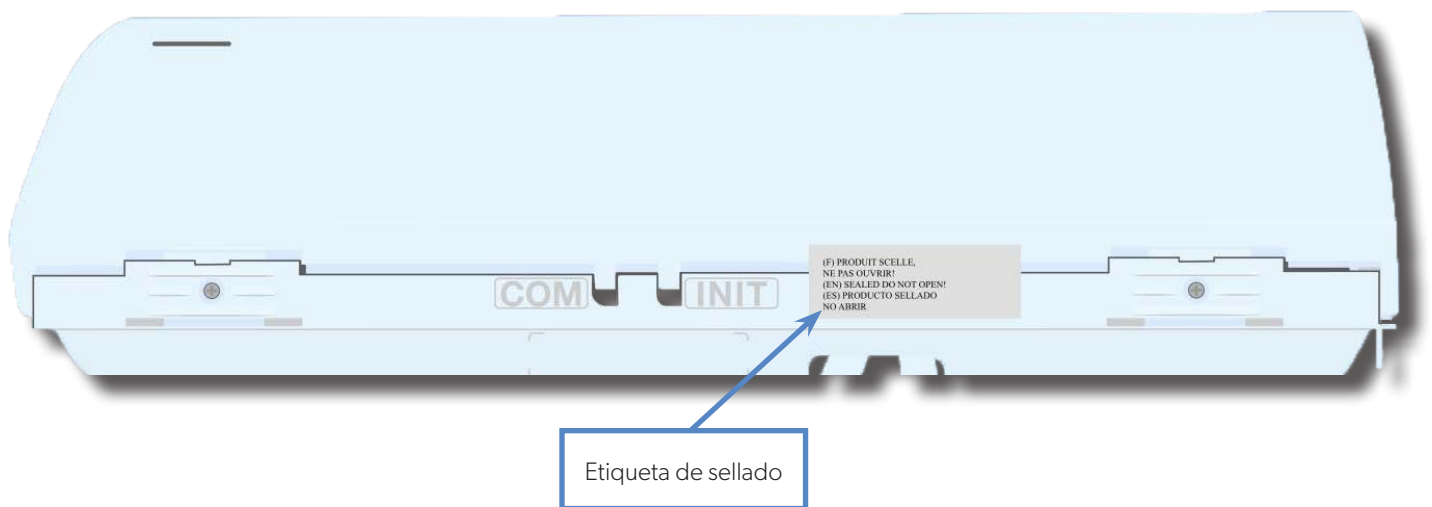 (F) PRODUIT SCELLE,
NE PAS OUVRIR!
(EN) SEALED DO NOT OPEN!
(ES) PRODUCTO SELLADO
NO ABRIR
COM
INIT
Etiqueta de sellado